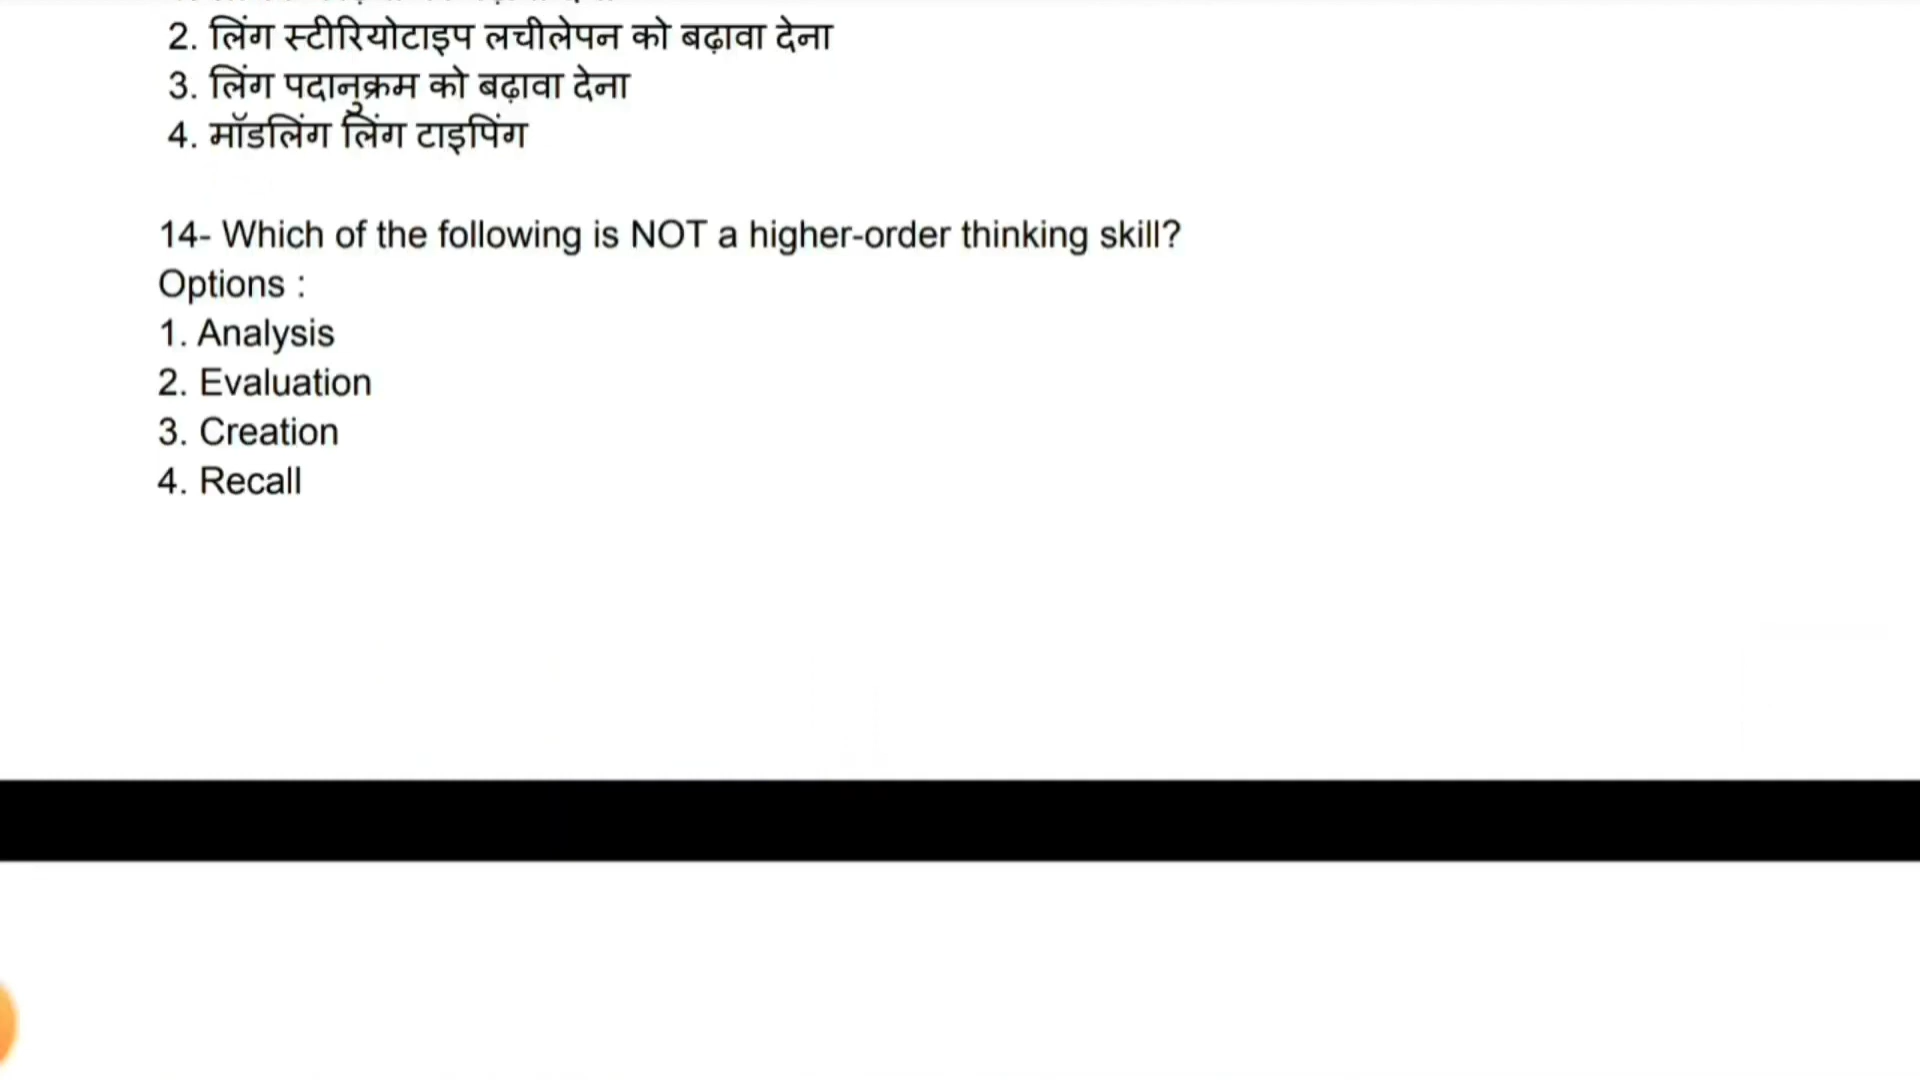 2. लिंग स्टीरियोटाइप लचीलेपन को बढ़ावा देना
3. लिंग पदानुक्रम को बढ़ावा देना
4. मॉडलिंग लिंग टाइपिंग
14- Which of the following is NOT a higher-order thinking skill?
Options :
1. Analysis
2. Evaluation
3. Creation
4. Recall